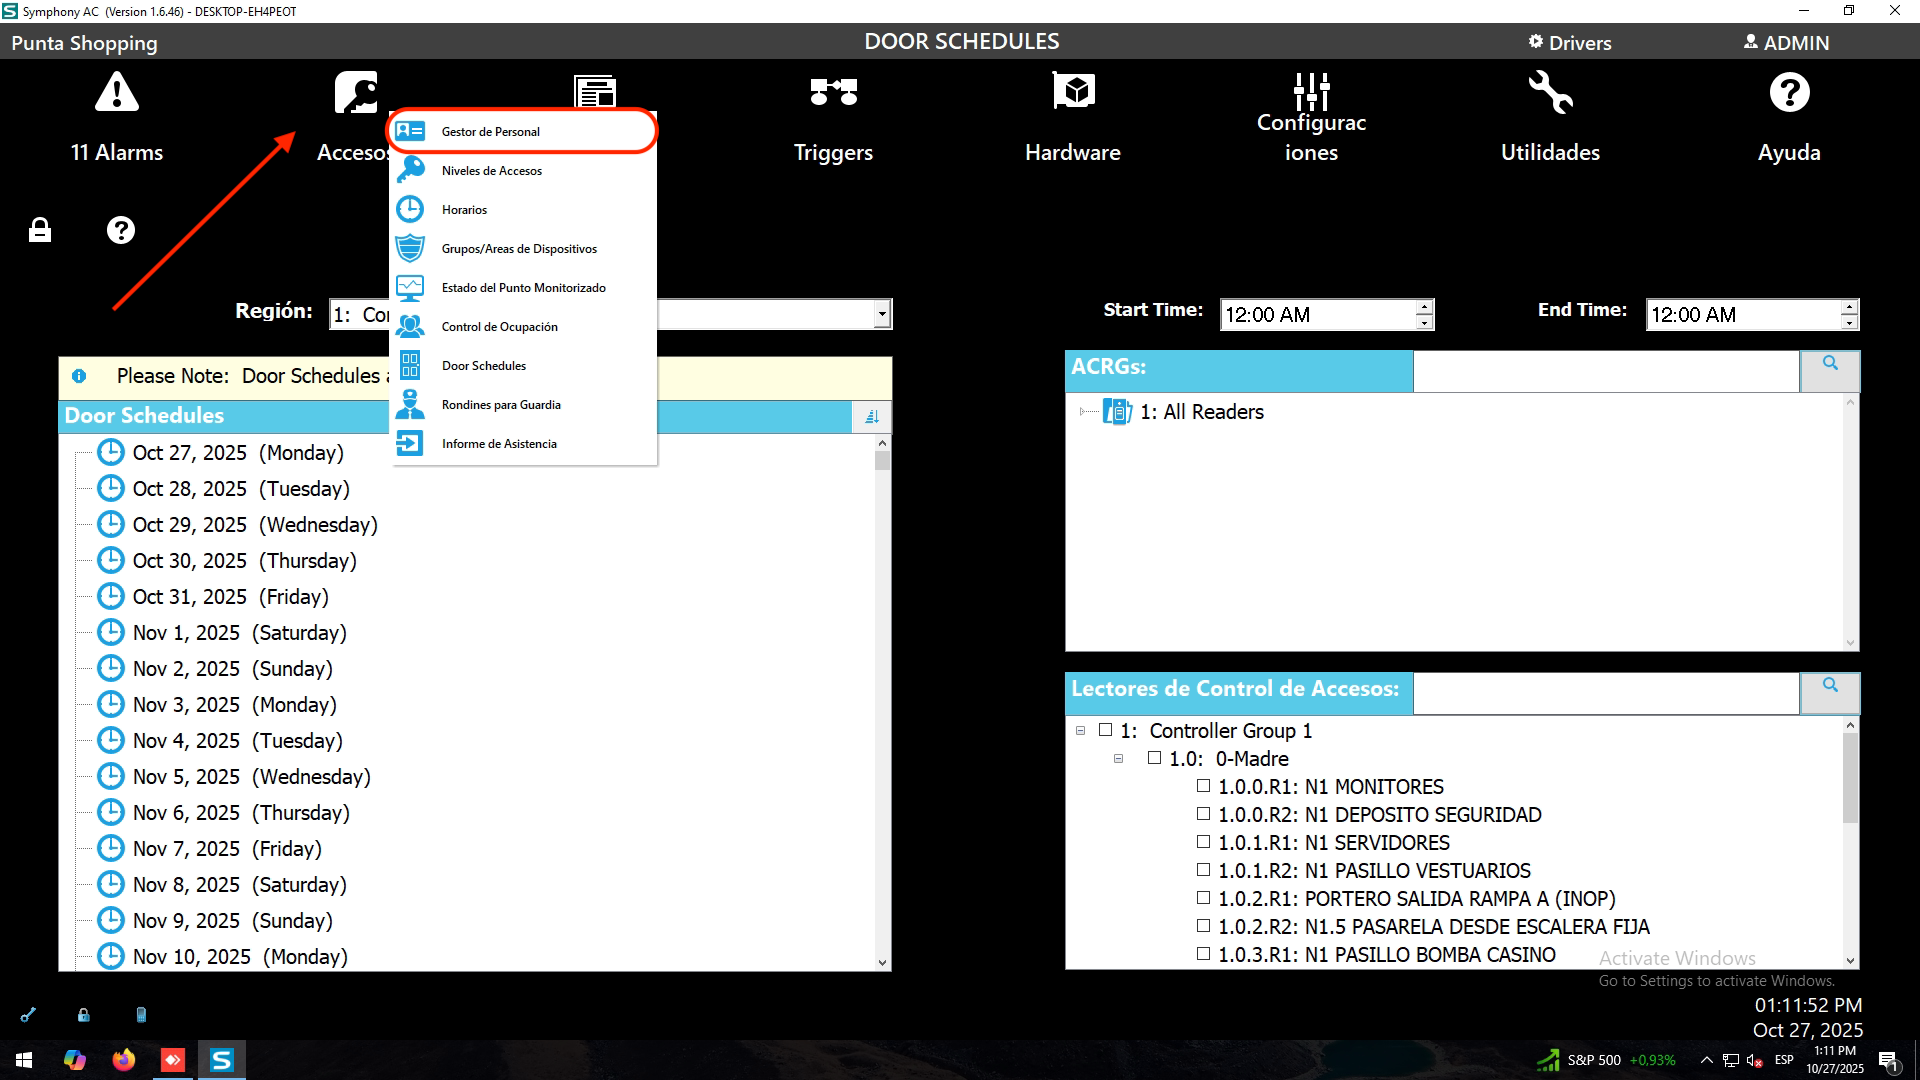 Symphony AC (Version 1.6.46) - DESKTOP-EH4PEOT
Punta Shopping
DOOR SCHEDULES
Drivers
ADMIN
11 Alarms
Accesos
Triggers
Hardware
Configurac
iones
Utilidades
Ayuda
Gestor de Personal
Niveles de Accesos
Horarios
Grupos/Areas de Dispositivos
Estado del Punto Monitorizado
Control de Ocupación
Door Schedules
Rondines para Guardia
Informe de Asistencia
Región:
1:
Start Time:
12:00 AM
End Time:
12:00 AM
Please Note: Door Schedules
Door Schedules
Oct 27, 2025 (Monday)
Oct 28, 2025 (Tuesday)
Oct 29, 2025 (Wednesday)
Oct 30, 2025 (Thursday)
Oct 31, 2025 (Friday)
Nov 1, 2025 (Saturday)
Nov 2, 2025 (Sunday)
Nov 3, 2025 (Monday)
Nov 4, 2025 (Tuesday)
Nov 5, 2025 (Wednesday)
Nov 6, 2025 (Thursday)
Nov 7, 2025 (Friday)
Nov 8, 2025 (Saturday)
Nov 9, 2025 (Sunday)
Nov 10, 2025 (Monday)
ACRGs:
1: All Readers
Lectores de Control de Accesos:
1: Controller Group 1
1.0: 0-Madre
1.0.0.R1: N1 MONITORES
1.0.0.R2: N1 DEPOSITO SEGURIDAD
1.0.1.R1: N1 SERVIDORES
1.0.1.R2: N1 PASILLO VESTUARIOS
1.0.2.R1: PORTERO SALIDA RAMPA A (INOP)
1.0.2.R2: N1.5 PASARELA DESDE ESCALERA FIJA
1.0.3.R1: N1 PASILLO BOMBA CASINO
Activate Windows
Go to Settings to activate Windows.
01:11:52 PM
Oct 27, 2025
S&P 500 +0,93%
ESP
1:11 PM
10/27/2025
1